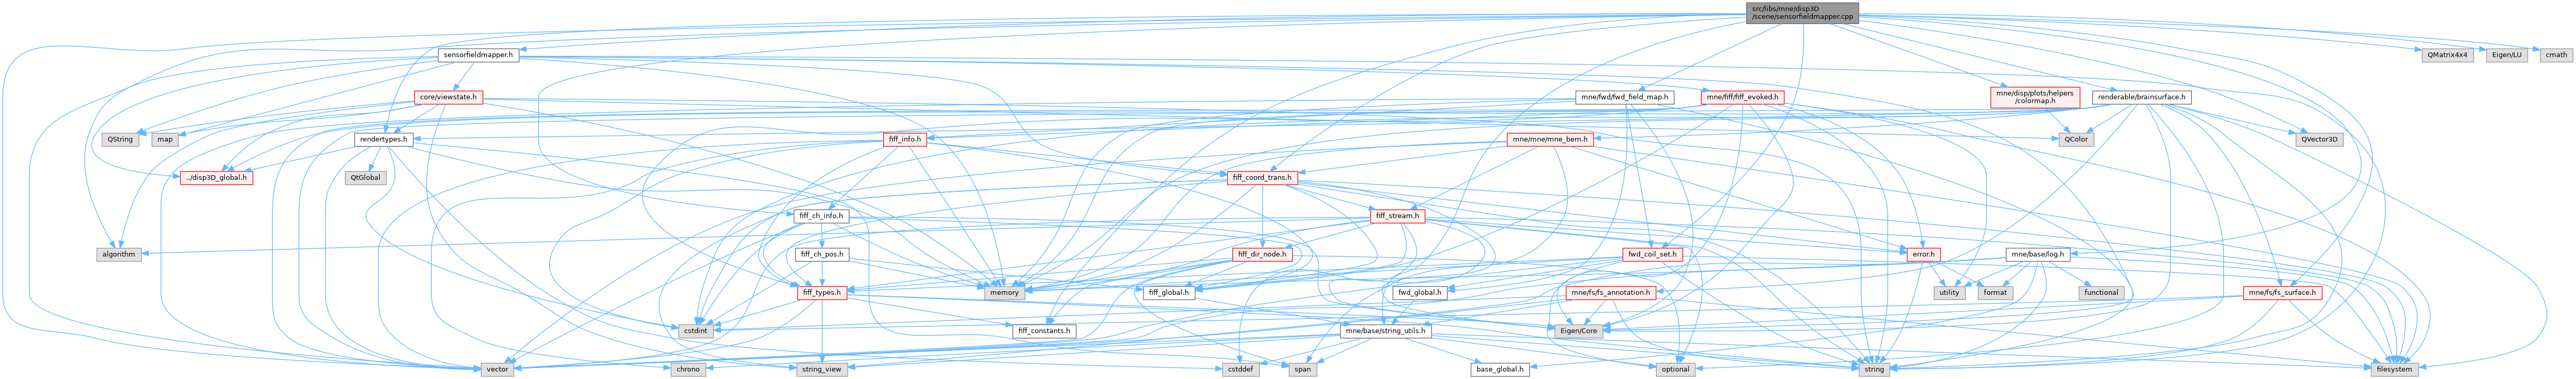 src/libs/mne/disp3D
/scene/sensorfieldmapper.cpp
sensorfieldmapper.h
QMatrix4x4
Eigen/LU
cmath
core/viewstate.h
mne/fwd/fwd_field_map.h
mne/fiff/fiff_evoked.h
mne/disp/plots/helpers
/colormap.h
renderable/brainsurface.h
QString
map
rendertypes.h
fiff_info.h
mne/mne/mne_bem.h
QColor
QVector3D
../disp3D_global.h
QtGlobal
fiff_coord_trans.h
fiff_ch_info.h
fiff_stream.h
algorithm
fiff_ch_pos.h
fiff_dir_node.h
fwd_coil_set.h
error.h
mne/base/log.h
fiff_types.h
memory
fiff_global.h
fwd_global.h
mne/fs/fs_annotation.h
utility
format
functional
mne/fs/fs_surface.h
cstdint
fiff_constants.h
Eigen/Core
mne/base/string_utils.h
vector
chrono
string_view
cstddef
span
base_global.h
optional
string
filesystem